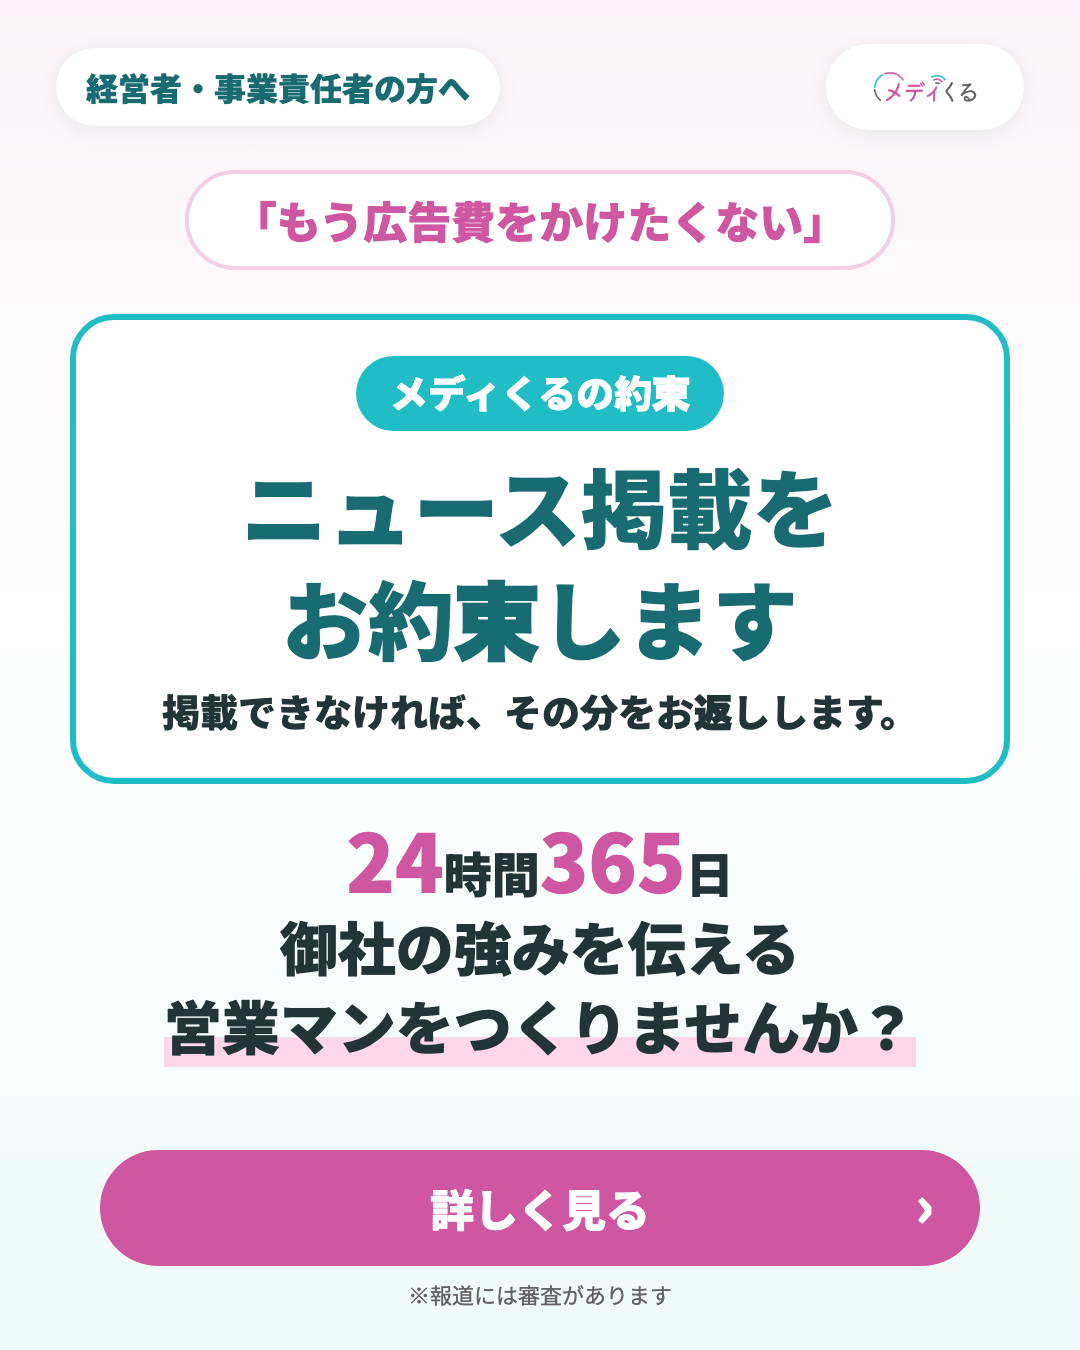 経営者・事業責任者の方へ
メディくる
「もう広告費をかけたくない」
メディくるの約束
ニュース掲載を
お約束します
掲載できなければ、その分をお返しします。
24時間365日
御社の強みを伝える
営業マンをつくりませんか？
詳しく見る ›
※報道には審査があります